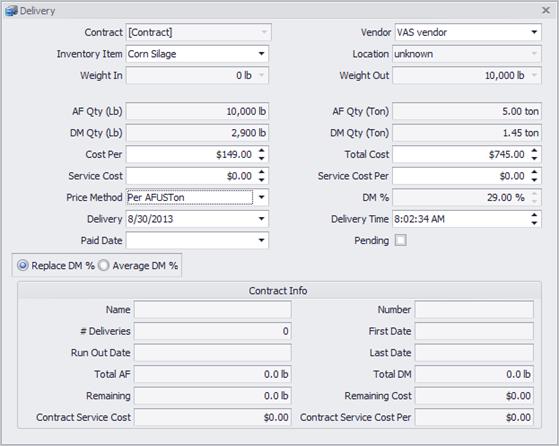 Delivery
Contract [Contract] Vendor VAS vendor
Inventory Item Corn Silage Location unknown
Weight In 0 lb Weight Out 10,000 lb
AF Qty (Lb) 10,000 lb AF Qty (Ton) 5.00 ton
DM Qty (Lb) 2,900 lb DM Qty (Ton) 1.45 ton
Cost Per $149.00 Total Cost $745.00
Service Cost $0.00 Service Cost Per $0.00
Price Method Per AFUSTon DM % 29.00 %
Delivery 8/30/2013 Delivery Time 8:02:34 AM
Paid Date Pending
Replace DM % Average DM %
Contract Info
Name Number
# Deliveries 0 First Date
Run Out Date Last Date
Total AF 0.0 lb Total DM 0.0 lb
Remaining 0.0 lb Remaining Cost $0.00
Contract Service Cost $0.00 Contract Service Cost Per $0.00